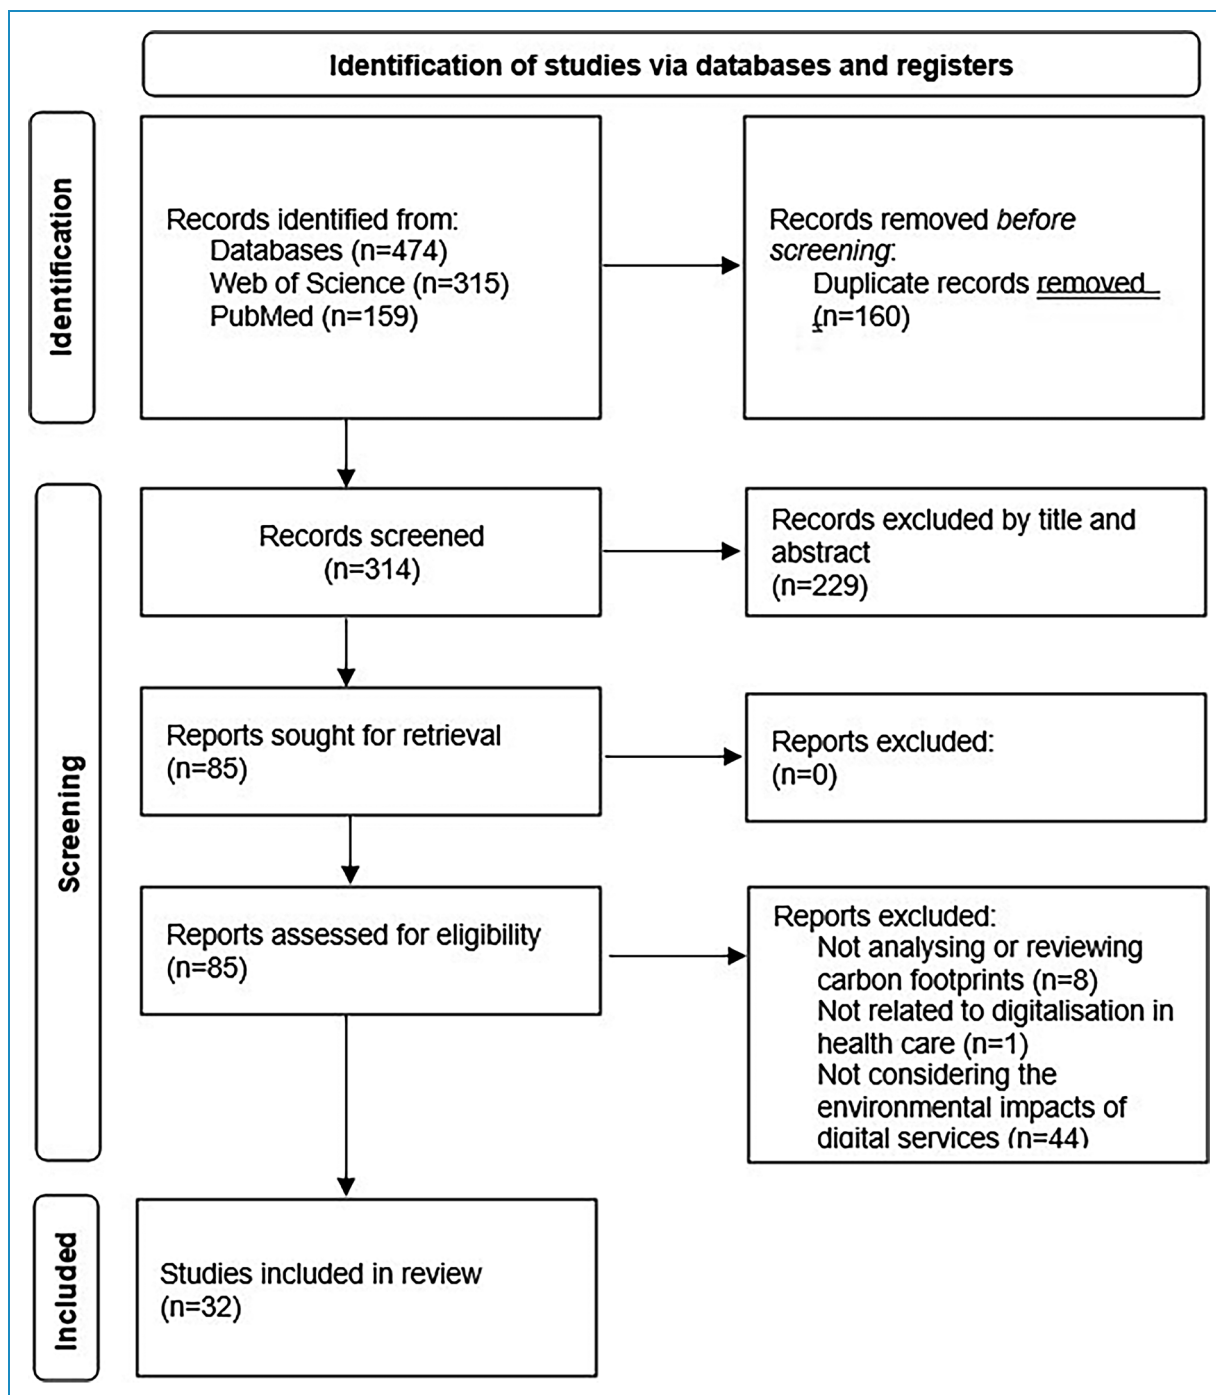 Identification of studies via databases and registers
Identification
Records identified from:
Databases (n=474)
Web of Science (n=315)
PubMed (n=159)
Records removed before
screening:
Duplicate records removed
(n=160)
Screening
Records screened
(n=314)
Records excluded by title and
abstract
(n=229)
Reports sought for retrieval
(n=85)
Reports excluded:
(n=0)
Reports assessed for eligibility
(n=85)
Reports excluded:
Not analysing or reviewing
carbon footprints (n=8)
Not related to digitalisation in
health care (n=1)
Not considering the
environmental impacts of
digital services (n=44)
Included
Studies included in review
(n=32)